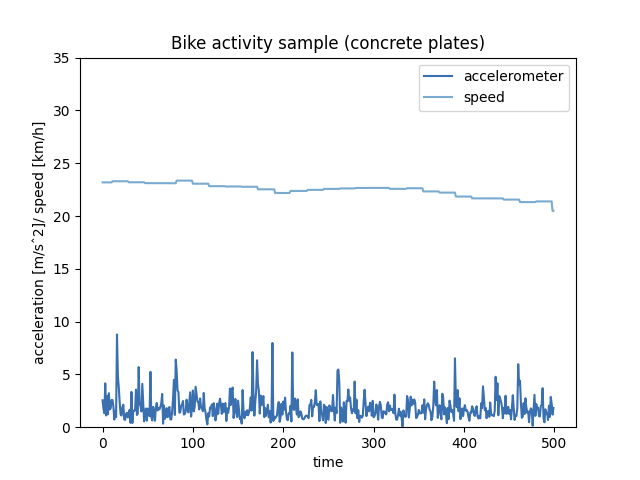 Bike activity sample (concrete plates)
accelerometer
speed
35
30
25
20
15
10
5
0
acceleration [m/sˆ2]/ speed [km/h]
0 100 200 300 400 500
time